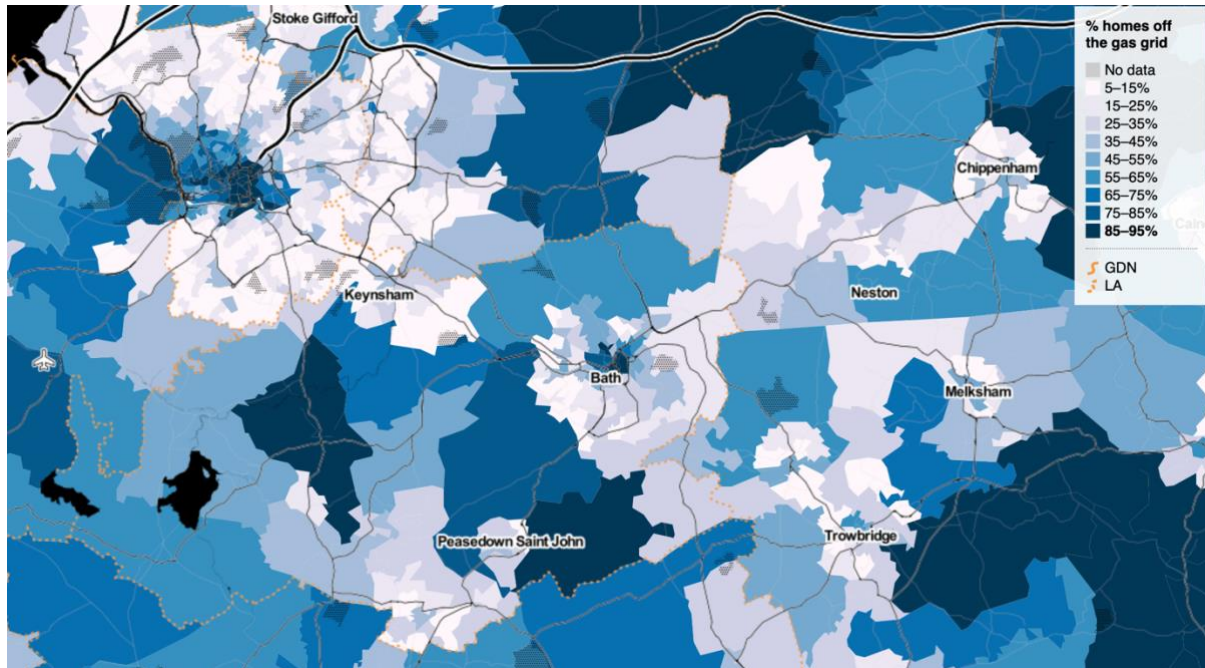 Stoke Gifford
% homes off
the gas grid
No data
5–15%
15–25%
25–35%
35–45%
45–55%
55–65%
65–75%
75–85%
85–95%
GDN
LA
Chippenham
Keynsham
Neston
Bath
Melksham
Peasedown Saint John
Trowbridge